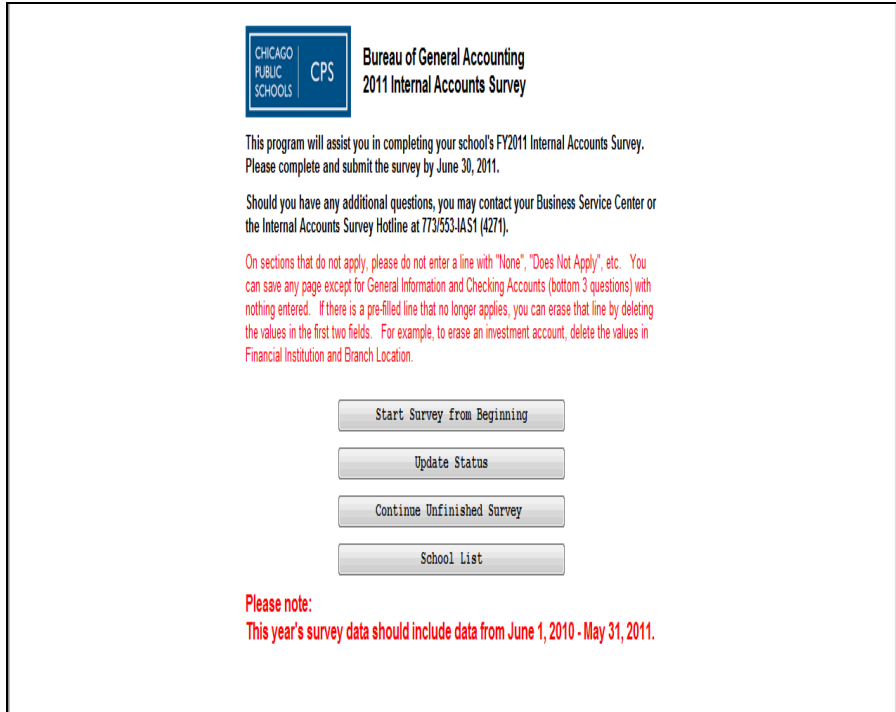 CHICAGO
PUBLIC
SCHOOLS
CPS
Bureau of General Accounting
2011 Internal Accounts Survey
This program will assist you in completing your school's FY2011 Internal Accounts Survey.
Please complete and submit the survey by June 30, 2011.
Should you have any additional questions, you may contact your Business Service Center or
the Internal Accounts Survey Hotline at 773/553-IAS1 (4271).
On sections that do not apply, please do not enter a line with "None", "Does Not Apply", etc. You
can save any page except for General Information and Checking Accounts (bottom 3 questions) with
nothing entered. If there is a pre-filled line that no longer applies, you can erase that line by deleting
the values in the first two fields. For example, to erase an investment account, delete the values in
Financial Institution and Branch Location.
Start Survey from Beginning
Update Status
Continue Unfinished Survey
School List
Please note:
This year's survey data should include data from June 1, 2010 - May 31, 2011.